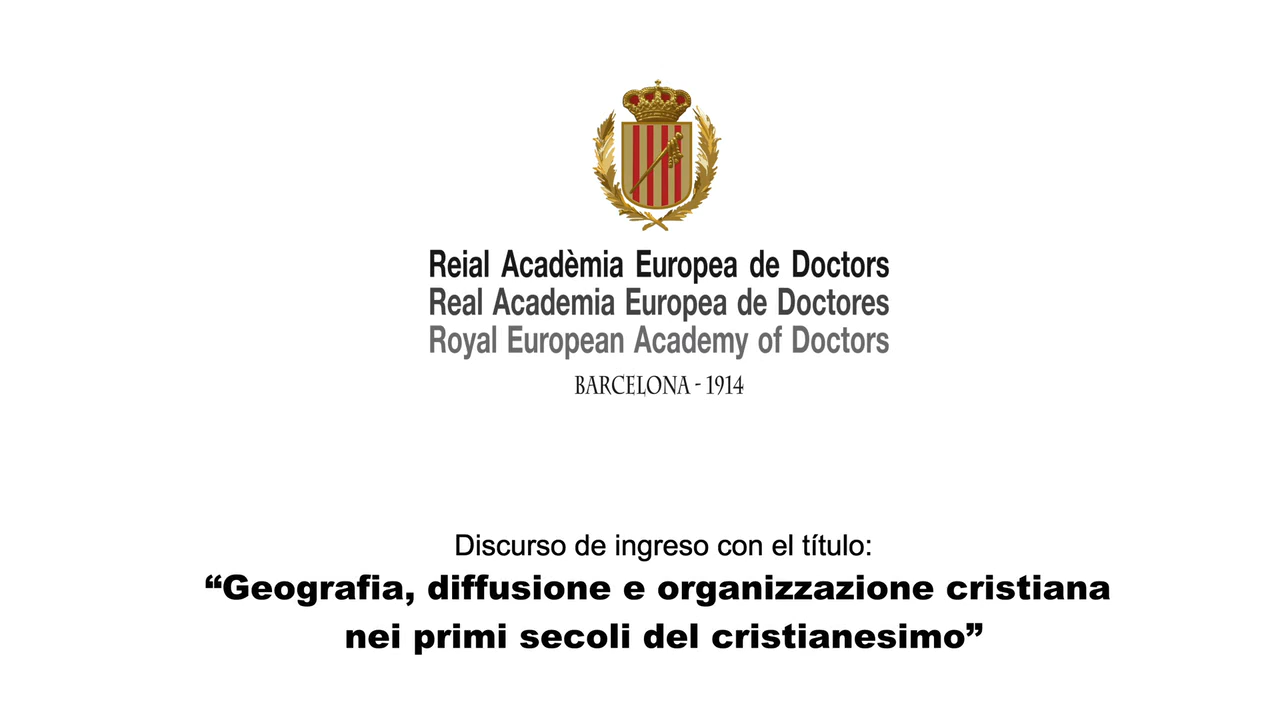 Reial Acadèmia Europea de Doctors
Real Academia Europea de Doctores
Royal European Academy of Doctors
BARCELONA - 1914
Discurso de ingreso con el título:
“Geografia, diffusione e organizzazione cristiana
nei primi secoli del cristianesimo”